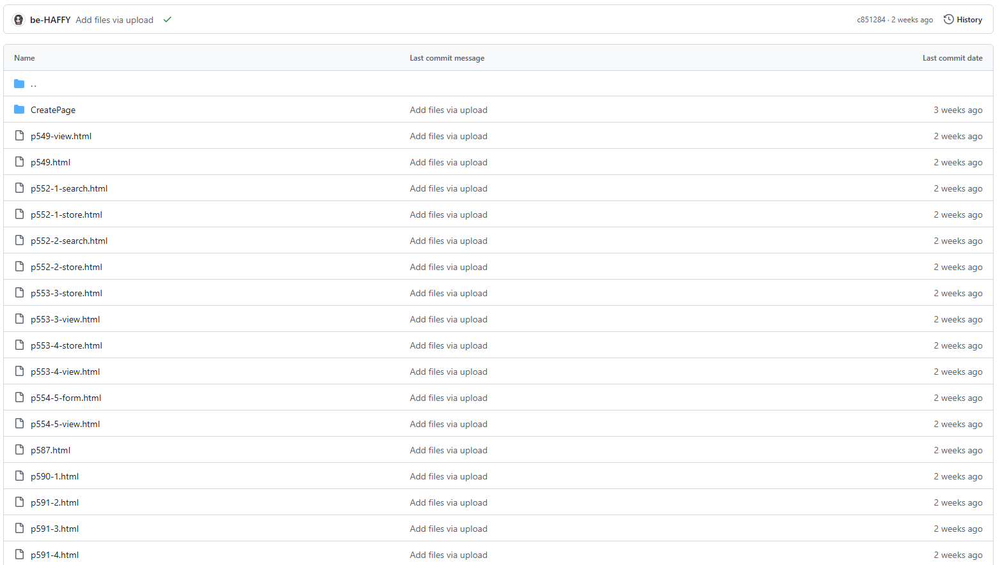 be-HAFFY Add files via upload c851284 · 2 weeks ago History
Name Last commit message Last commit date
..
CreatePage Add files via upload 3 weeks ago
p549-view.html Add files via upload 2 weeks ago
p549.html Add files via upload 2 weeks ago
p552-1-search.html Add files via upload 2 weeks ago
p552-1-store.html Add files via upload 2 weeks ago
p552-2-search.html Add files via upload 2 weeks ago
p552-2-store.html Add files via upload 2 weeks ago
p553-3-store.html Add files via upload 2 weeks ago
p553-3-view.html Add files via upload 2 weeks ago
p553-4-store.html Add files via upload 2 weeks ago
p553-4-view.html Add files via upload 2 weeks ago
p554-5-form.html Add files via upload 2 weeks ago
p554-5-view.html Add files via upload 2 weeks ago
p587.html Add files via upload 2 weeks ago
p590-1.html Add files via upload 2 weeks ago
p591-2.html Add files via upload 2 weeks ago
p591-3.html Add files via upload 2 weeks ago
p591-4.html Add files via upload 2 weeks ago